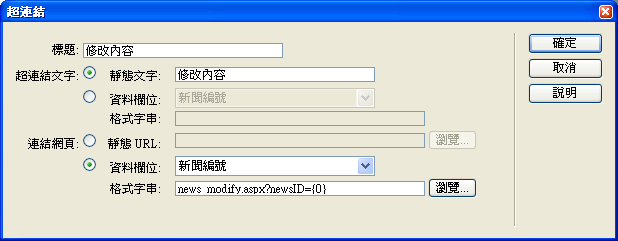 超連結
標題: 修改內容
確定
取消
說明
超連結文字: 靜態文字: 修改內容
資料欄位: 新聞編號
格式字串:
連結網頁: 靜態 URL: 瀏覽...
資料欄位: 新聞編號
格式字串: news_modify.aspx?newsID={0} 瀏覽...